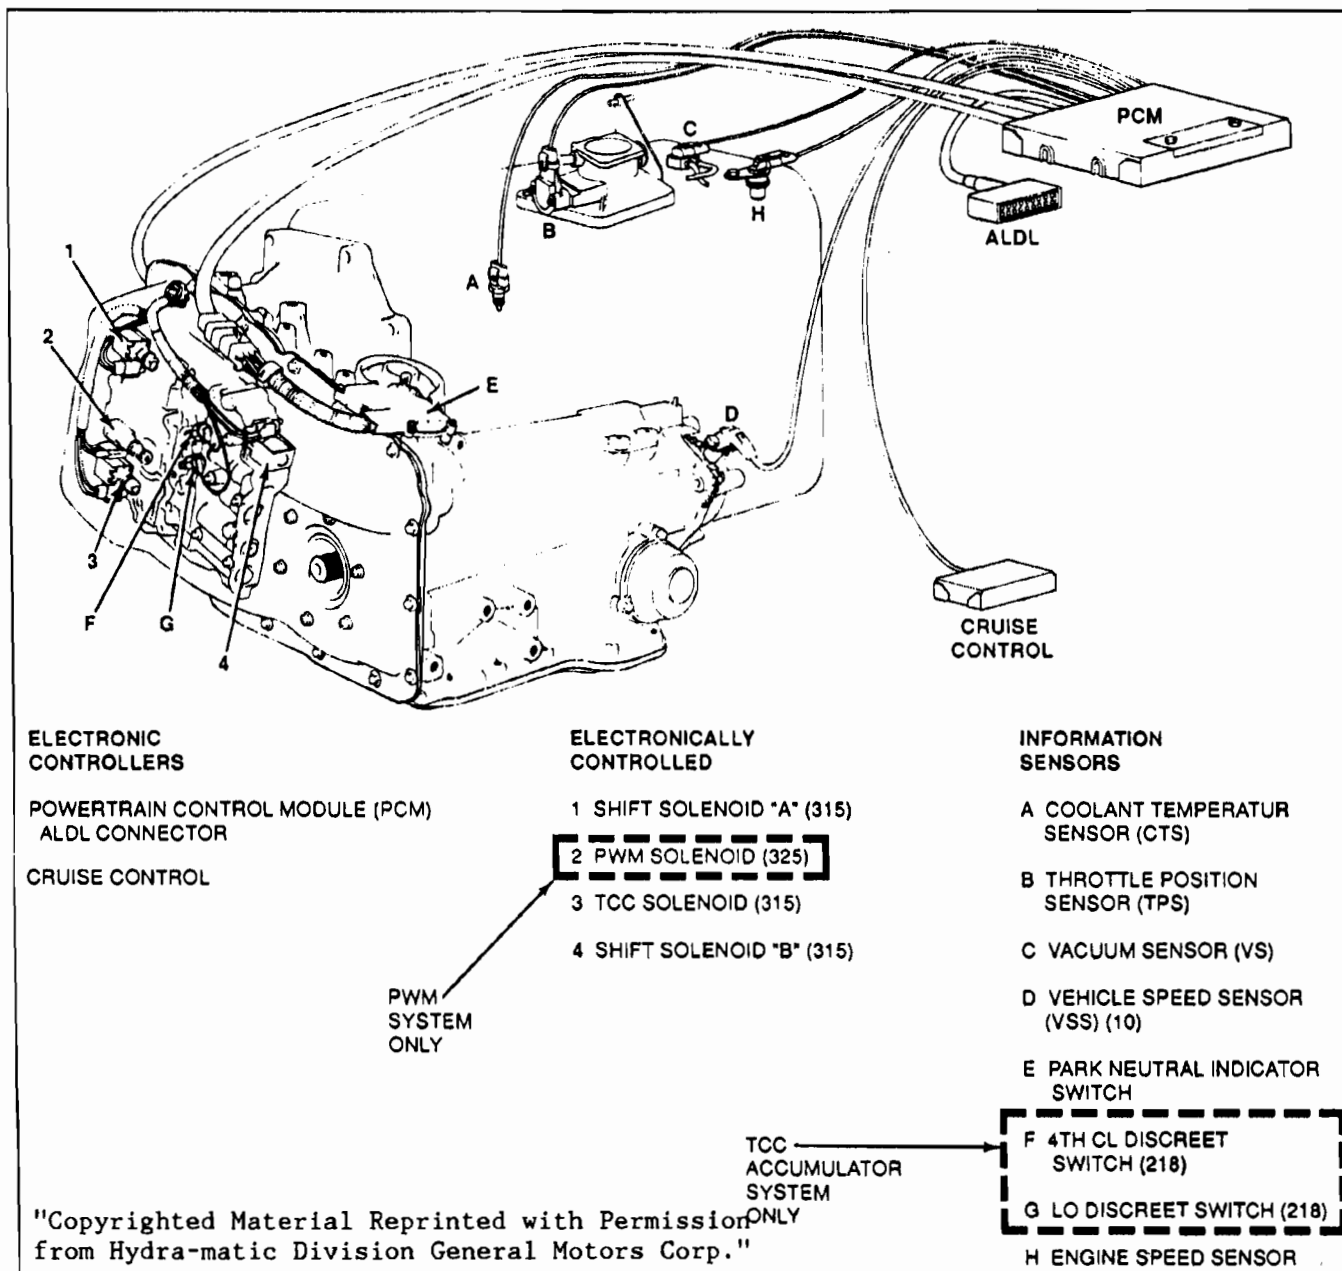 PCM
C
H
B
ALDL
A
1
2
E
D
3
F
G
4
CRUISE
CONTROL
ELECTRONIC
CONTROLLERS
POWERTRAIN CONTROL MODULE (PCM)
ALDL CONNECTOR
CRUISE CONTROL
ELECTRONICALLY
CONTROLLED
1 SHIFT SOLENOID "A" (315)
2 PWM SOLENOID (325)
3 TCC SOLENOID (315)
4 SHIFT SOLENOID "B" (315)
PWM
SYSTEM
ONLY
INFORMATION
SENSORS
A COOLANT TEMPERATUR
SENSOR (CTS)
B THROTTLE POSITION
SENSOR (TPS)
C VACUUM SENSOR (VS)
D VEHICLE SPEED SENSOR
(VSS) (10)
E PARK NEUTRAL INDICATOR
SWITCH
F 4TH CL DISCREET
SWITCH (218)
G LO DISCREET SWITCH (218)
H ENGINE SPEED SENSOR
TCC
ACCUMULATOR
SYSTEM
ONLY
"Copyrighted Material Reprinted with Permission
from Hydra-matic Division General Motors Corp."